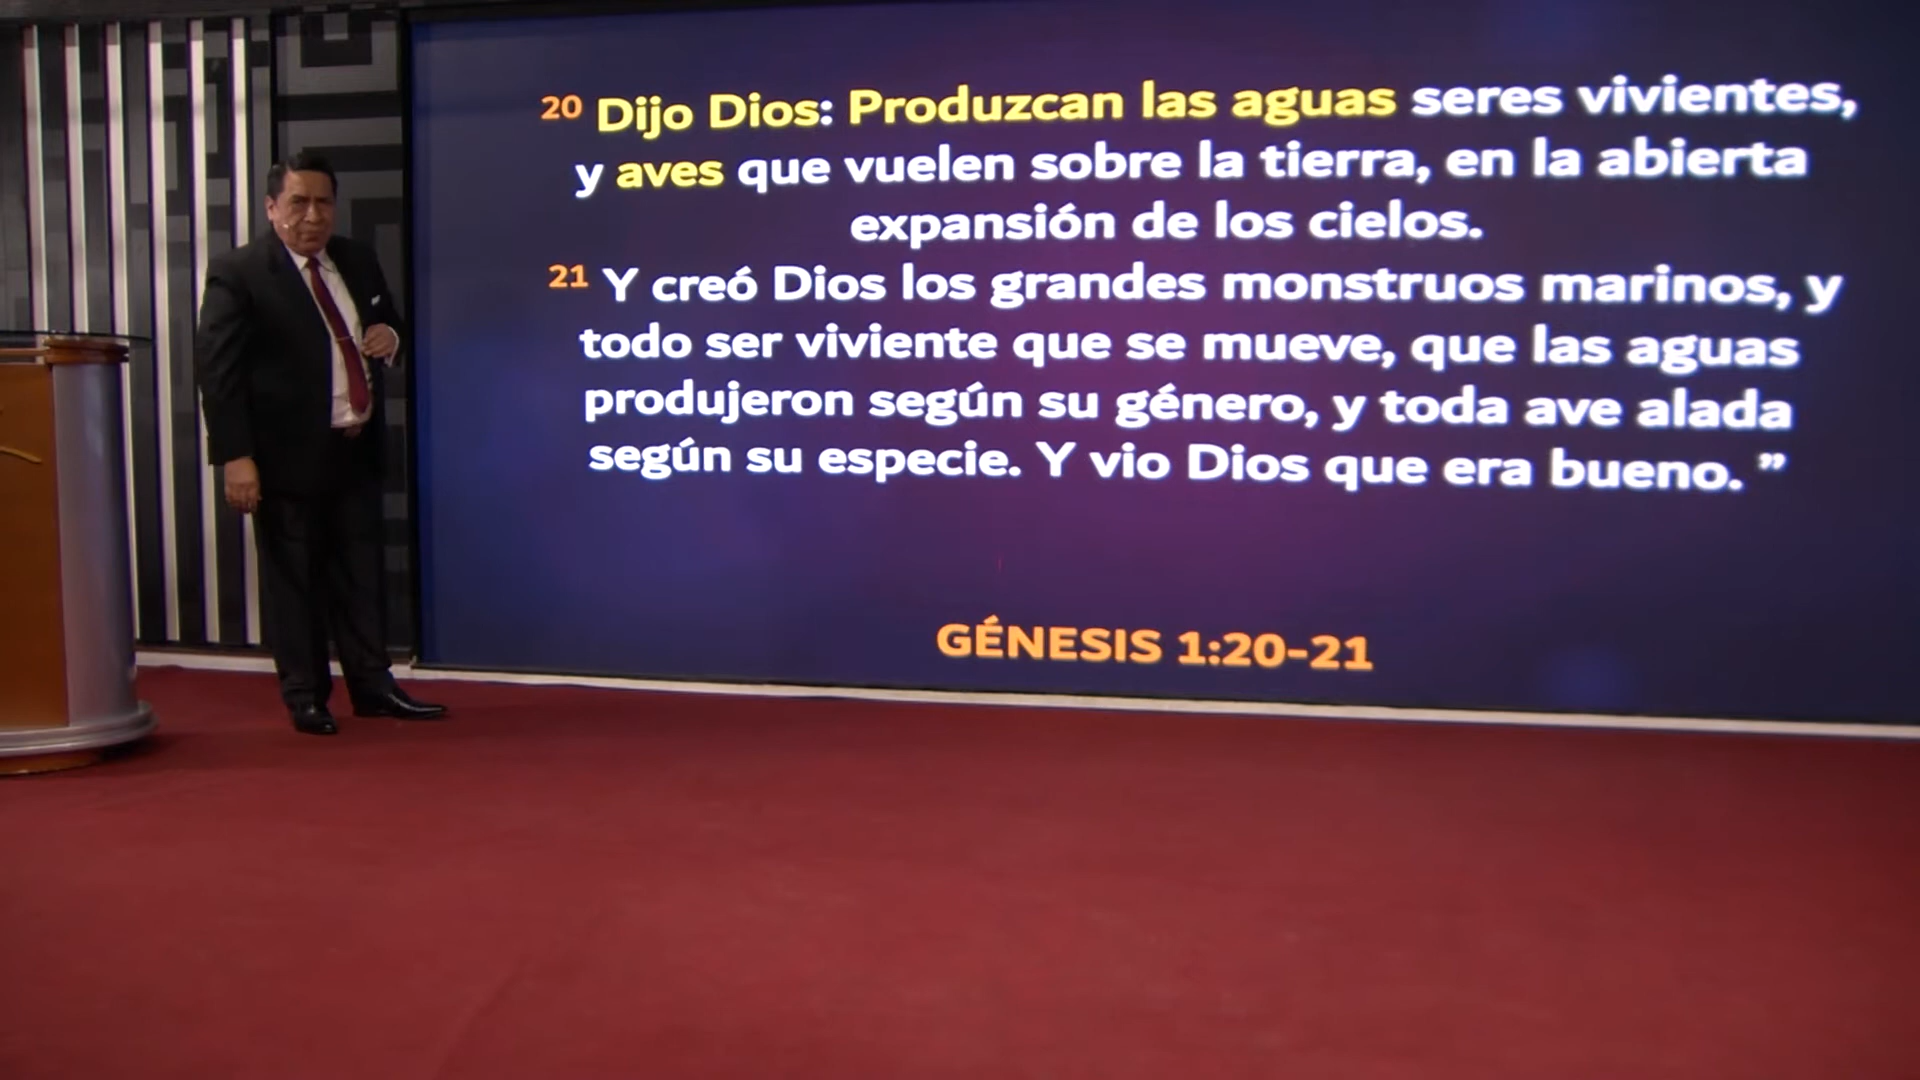 20 Dijo Dios: Produzcan las aguas seres vivientes,
y aves que vuelen sobre la tierra, en la abierta
expansión de los cielos.
21 Y creó Dios los grandes monstruos marinos, y
todo ser viviente que se mueve, que las aguas
produjeron según su género, y toda ave alada
según su especie. Y vio Dios que era bueno. ”
GÉNESIS 1:20-21